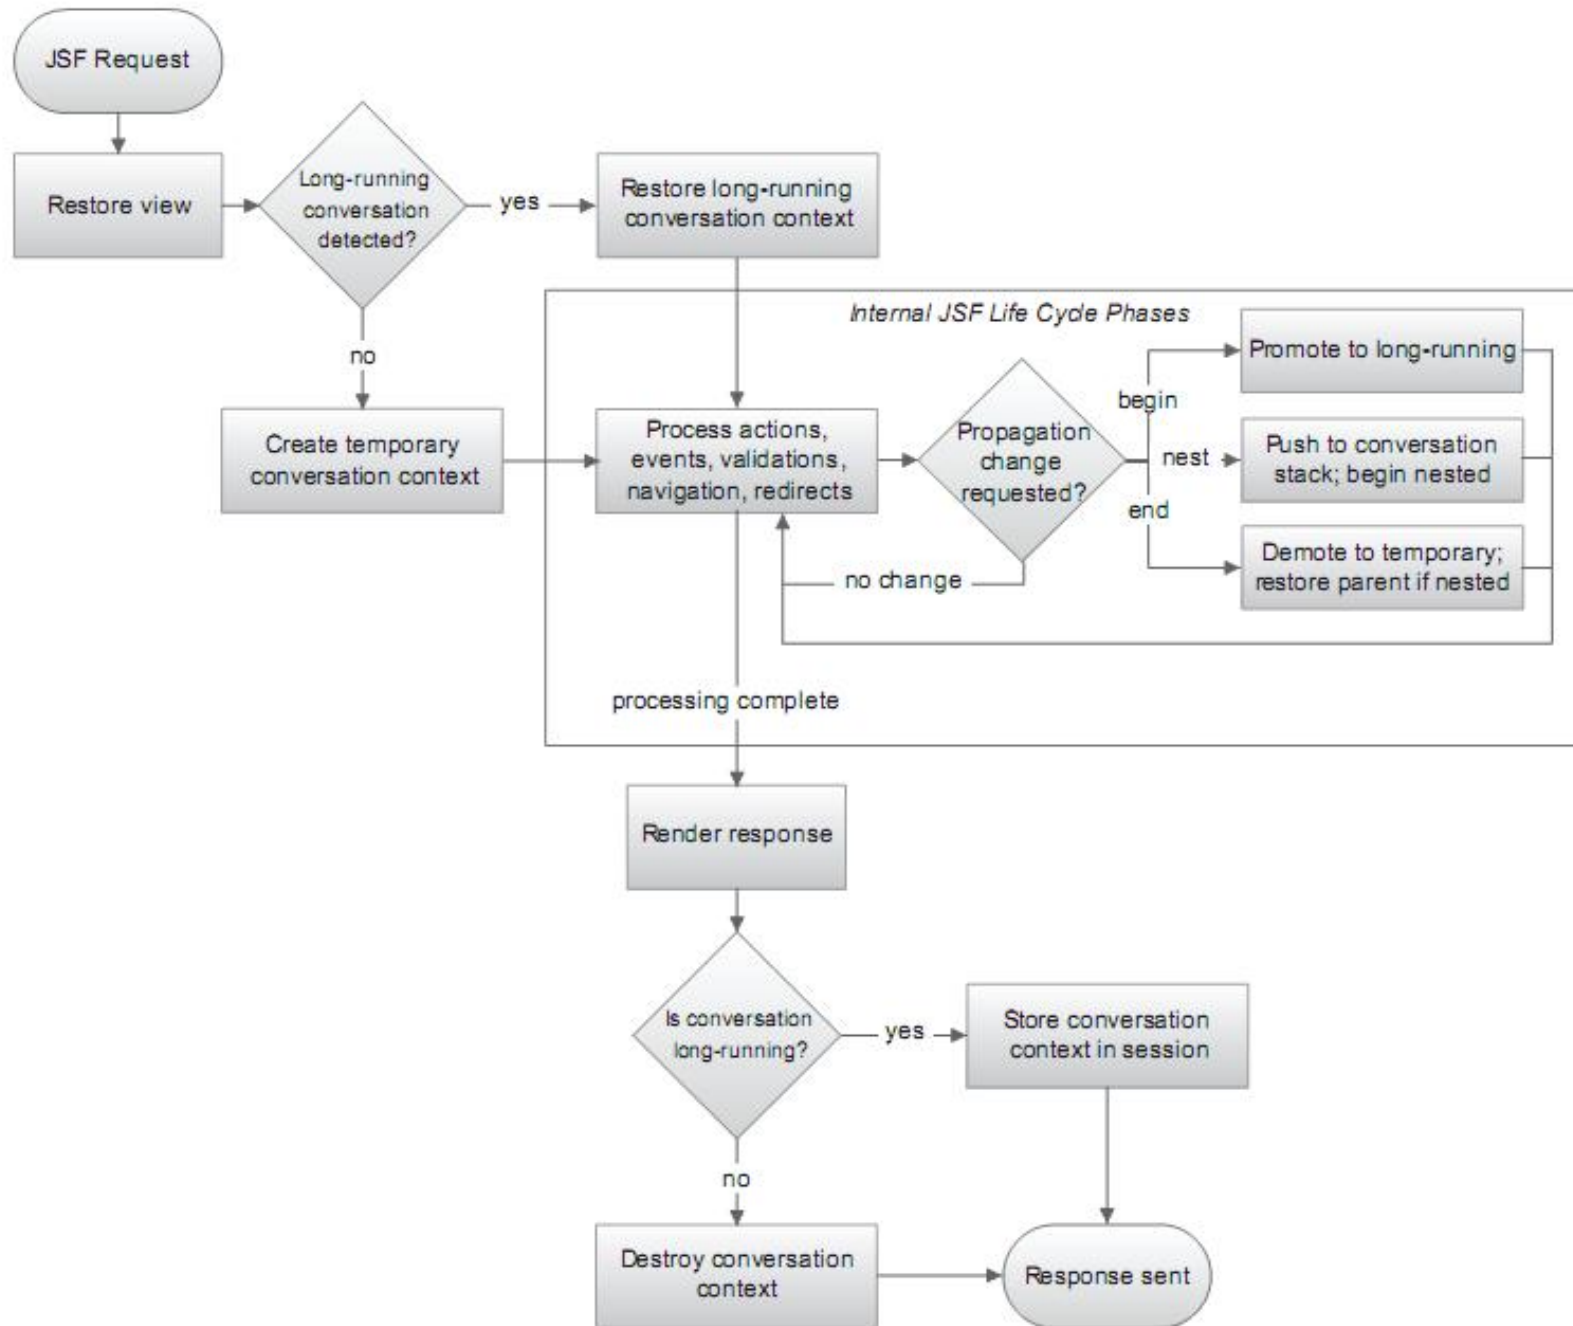 JSF Request
Restore view
Long-running
conversation
detected?
yes
Restore long-running
conversation context
no
Create temporary
conversation context
Internal JSF Life Cycle Phases
Process actions,
events, validations,
navigation, redirects
Propagation
change
requested?
begin
Promote to long-running
nest
Push to conversation
stack; begin nested
end
Demote to temporary;
restore parent if nested
no change
processing complete
Render response
Is conversation
long-running?
yes
Store conversation
context in session
no
Destroy conversation
context
Response sent